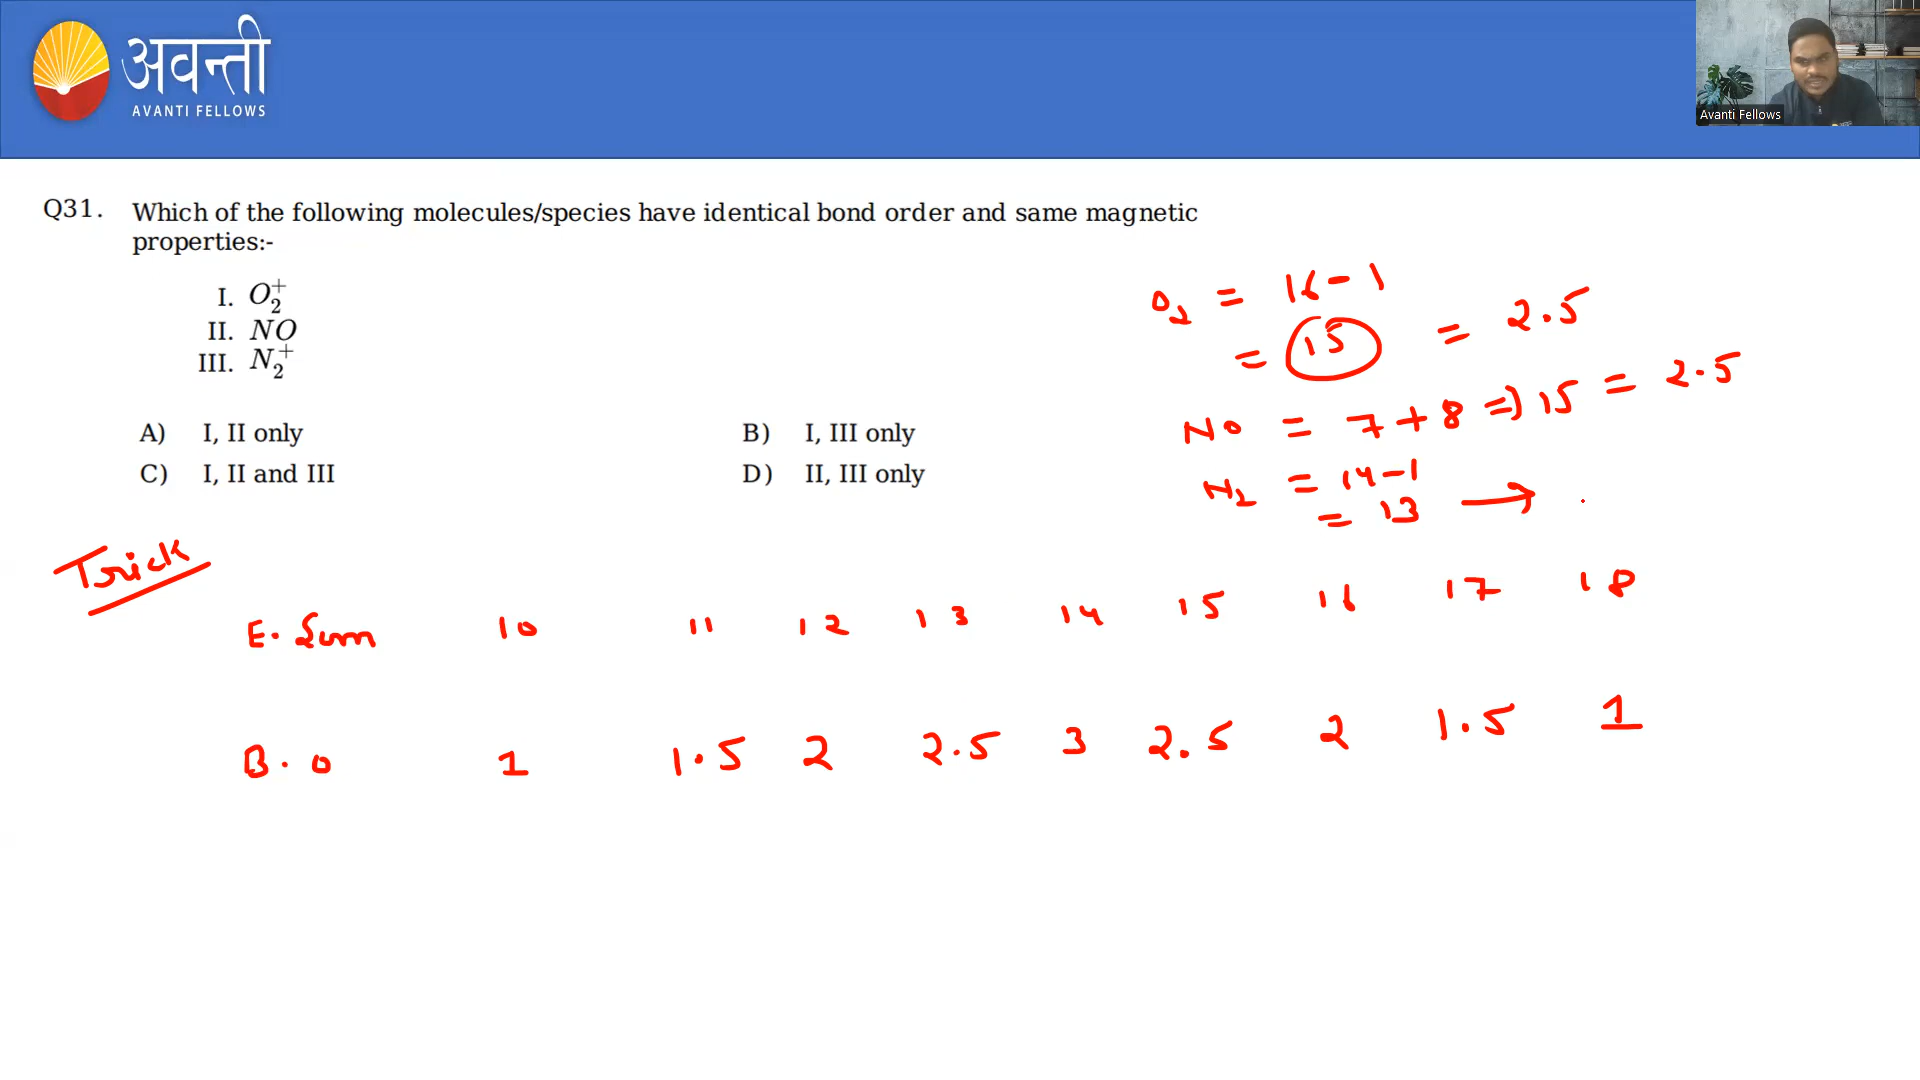 अवन्ती
AVANTI FELLOWS
Avanti Fellows
Q31. Which of the following molecules/species have identical bond order and same magnetic
properties:-
I. O₂⁺
II. NO
III. N₂⁺
A) I, II only
B) I, III only
C) I, II and III
D) II, III only
O₂ = 16 - 1
= 15 = 2.5
NO = 7 + 8 => 15 = 2.5
N₂ = 14 - 1
= 13 →
Trick
E. Sum 10 11 12 13 14 15 16 17 18
B. O 1 1.5 2 2.5 3 2.5 2 1.5 1